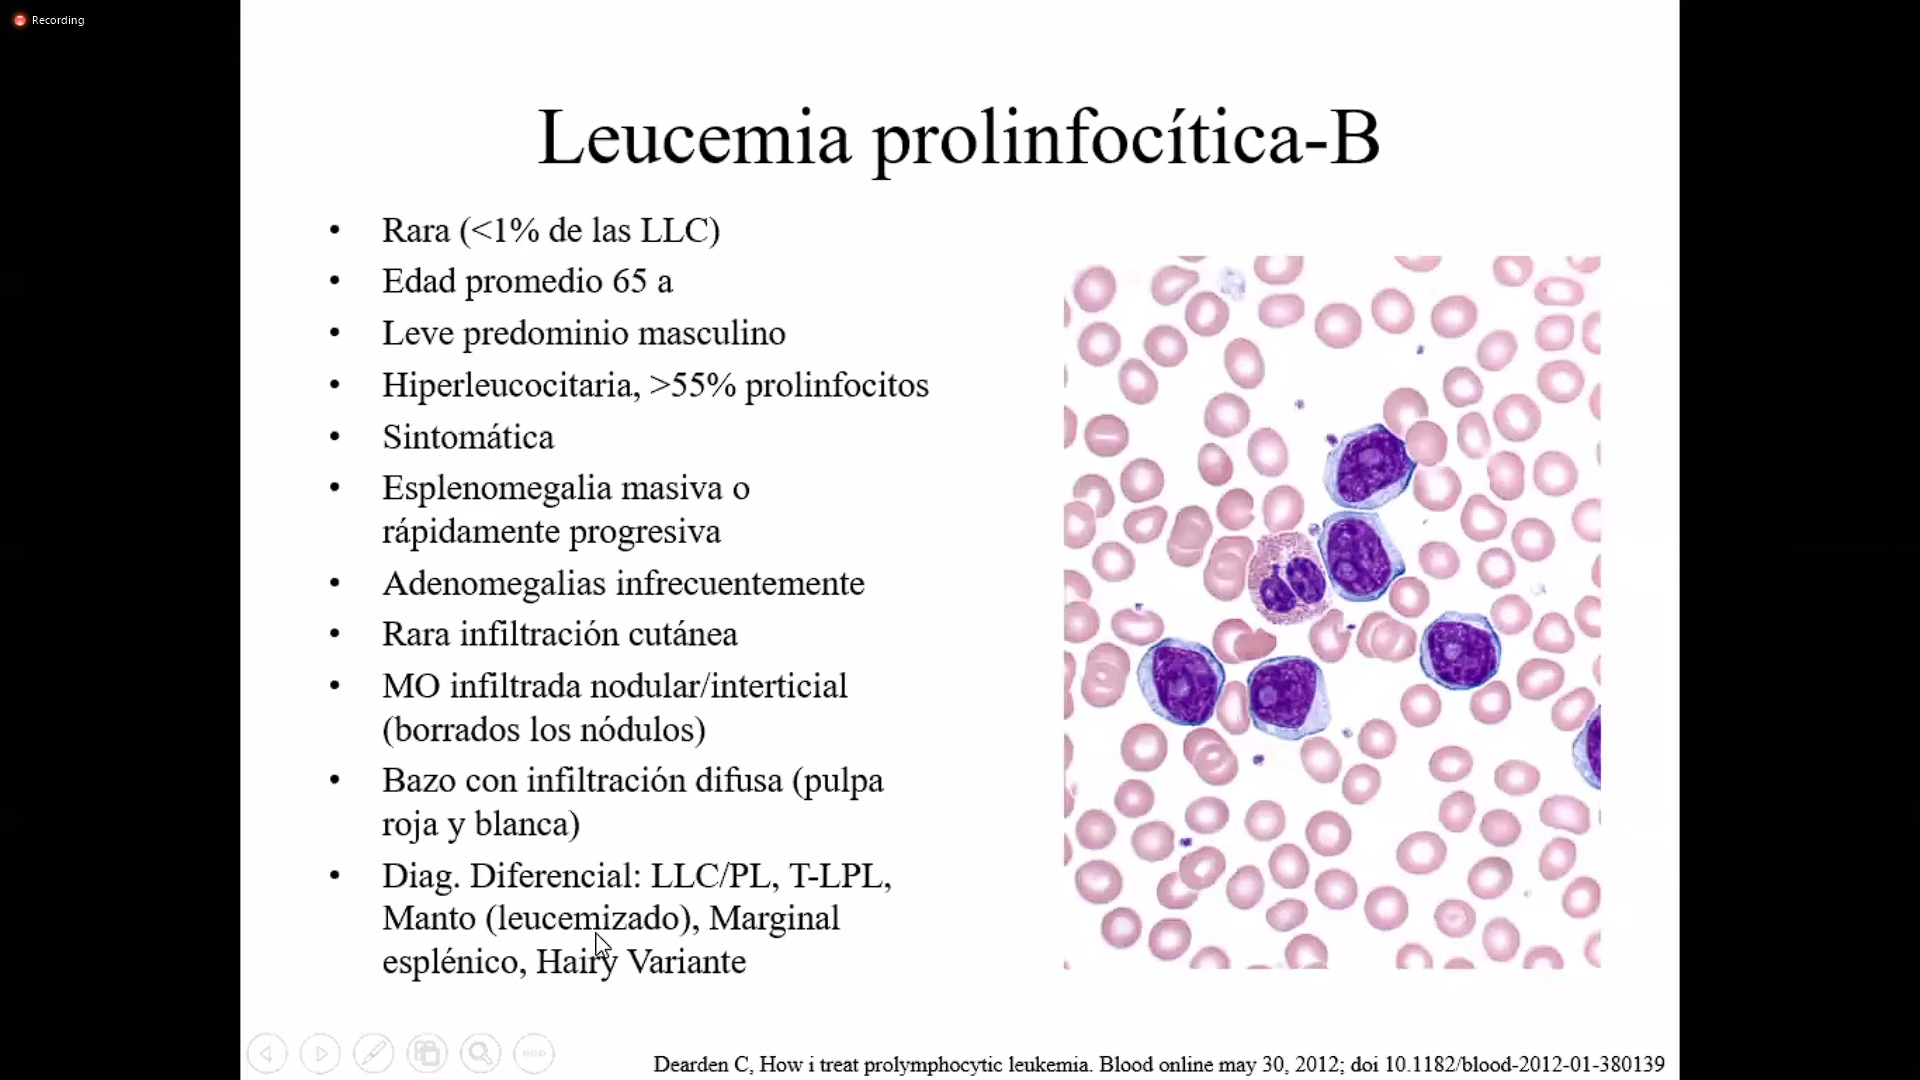 Recording
Leucemia prolinfocítica-B
• Rara (<1% de las LLC)
• Edad promedio 65 a
• Leve predominio masculino
• Hiperleucocitaria, >55% prolinfocitos
• Sintomática
• Esplenomegalia masiva o
rápidamente progresiva
• Adenomegalias infrecuentemente
• Rara infiltración cutánea
• MO infiltrada nodular/interticial
(borrados los nódulos)
• Bazo con infiltración difusa (pulpa
roja y blanca)
• Diag. Diferencial: LLC/PL, T-LPL,
Manto (leucemizado), Marginal
esplénico, Hairy Variante
Dearden C, How i treat prolymphocytic leukemia. Blood online may 30, 2012; doi 10.1182/blood-2012-01-380139